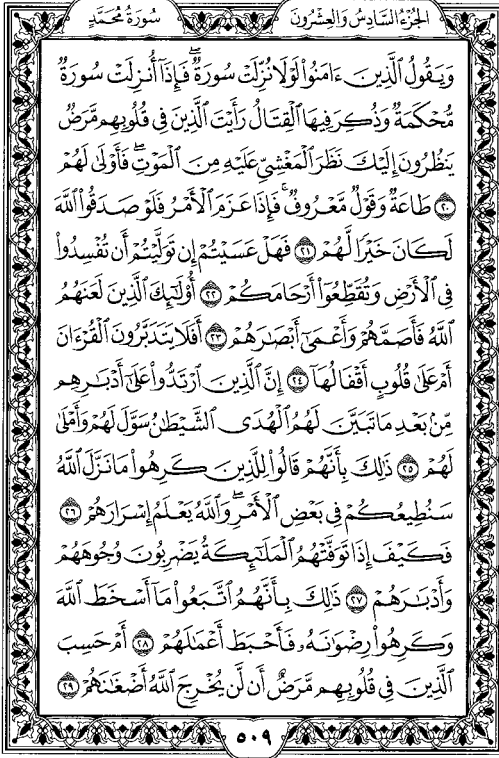 الجزء السادس والعشرون
سورة محمد
وَيَقُولُ ٱلَّذِينَ ءَامَنُوا۟ لَوْلَا نُزِّلَتْ سُورَةٌ ۖ فَإِذَآ أُنزِلَتْ سُورَةٌ
مُّحْكَمَةٌ وَذُكِرَ فِيهَا ٱلْقِتَالُ رَأَيْتَ ٱلَّذِينَ فِى قُلُوبِهِم مَّرَضٌ
يَنظُرُونَ إِلَيْكَ نَظَرَ ٱلْمَغْشِىِّ عَلَيْهِ مِنَ ٱلْمَوْتِ ۖ فَأَوْلَىٰ لَهُمْ
٢٠ طَاعَةٌ وَقَوْلٌ مَّعْرُوفٌ ۚ فَإِذَا عَزَمَ ٱلْأَمْرُ فَلَوْ صَدَقُوا۟ ٱللَّهَ
لَكَانَ خَيْرًا لَّهُمْ ٢١ فَهَلْ عَسَيْتُمْ إِن تَوَلَّيْتُمْ أَن تُفْسِدُوا۟
فِى ٱلْأَرْضِ وَتُقَطِّعُوٓا۟ أَرْحَامَكُمْ ٢٢ أُو۟لَٰٓئِكَ ٱلَّذِينَ لَعَنَهُمُ
ٱللَّهُ فَأَصَمَّهُمْ وَأَعْمَىٰٓ أَبْصَٰرَهُمْ ٢٣ أَفَلَا يَتَدَبَّرُونَ ٱلْقُرْءَانَ
أَمْ عَلَىٰ قُلُوبٍ أَقْفَالُهَآ ٢٤ إِنَّ ٱلَّذِينَ ٱرْتَدُّوا۟ عَلَىٰٓ أَدْبَٰرِهِم
مِّنۢ بَعْدِ مَا تَبَيَّنَ لَهُمُ ٱلْهُدَى ٱلشَّيْطَٰنُ سَوَّلَ لَهُمْ وَأَمْلَىٰ
لَهُمْ ٢٥ ذَٰلِكَ بِأَنَّهُمْ قَالُوا۟ لِلَّذِينَ كَرِهُوا۟ مَا نَزَّلَ ٱللَّهُ
سَنُطِيعُكُمْ فِى بَعْضِ ٱلْأَمْرِ ۖ وَٱللَّهُ يَعْلَمُ إِسْرَارَهُمْ ٢٦
فَكَيْفَ إِذَا تَوَفَّتْهُمُ ٱلْمَلَٰٓئِكَةُ يَضْرِبُونَ وُجُوهَهُمْ
وَأَدْبَٰرَهُمْ ٢٧ ذَٰلِكَ بِأَنَّهُمُ ٱتَّبَعُوا۟ مَآ أَسْخَطَ ٱللَّهَ
وَكَرِهُوا۟ رِضْوَٰنَهُۥ فَأَحْبَطَ أَعْمَٰلَهُمْ ٢٨ أَمْ حَسِبَ
ٱلَّذِينَ فِى قُلُوبِهِم مَّرَضٌ أَن لَّن يُخْرِجَ ٱللَّهُ أَضْغَٰنَهُمْ ٢٩
٥٠٩